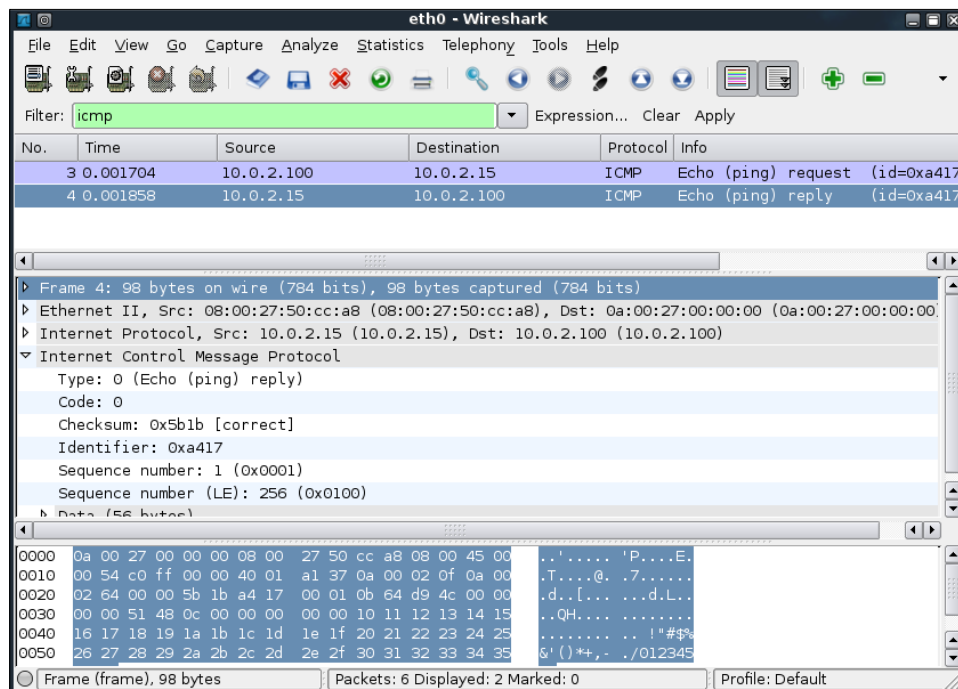 eth0 - Wireshark
File Edit View Go Capture Analyze Statistics Telephony Tools Help
Filter: icmp Expression... Clear Apply
No. Time Source Destination Protocol Info
3 0.001704 10.0.2.100 10.0.2.15 ICMP Echo (ping) request (id=0xa417
4 0.001858 10.0.2.15 10.0.2.100 ICMP Echo (ping) reply (id=0xa417
Frame 4: 98 bytes on wire (784 bits), 98 bytes captured (784 bits)
Ethernet II, Src: 08:00:27:50:cc:a8 (08:00:27:50:cc:a8), Dst: 0a:00:27:00:00:00 (0a:00:27:00:00:00)
Internet Protocol, Src: 10.0.2.15 (10.0.2.15), Dst: 10.0.2.100 (10.0.2.100)
Internet Control Message Protocol
Type: 0 (Echo (ping) reply)
Code: 0
Checksum: 0x5b1b [correct]
Identifier: 0xa417
Sequence number: 1 (0x0001)
Sequence number (LE): 256 (0x0100)
Data (56 bytes)
0000 0a 00 27 00 00 00 08 00 27 50 cc a8 08 00 45 00 ..'..... 'P....E.
0010 00 54 c0 ff 00 00 40 01 a1 37 0a 00 02 0f 0a 00 .T....@. .7......
0020 02 64 00 00 5b 1b a4 17 00 01 0b 64 d9 4c 00 00 .d..[... ...d.L..
0030 00 00 51 48 0c 00 00 00 00 00 10 11 12 13 14 15 ..QH.... ........
0040 16 17 18 19 1a 1b 1c 1d 1e 1f 20 21 22 23 24 25 ........ .. !"#$%
0050 26 27 28 29 2a 2b 2c 2d 2e 2f 30 31 32 33 34 35 &'()*+,- ./012345
Frame (frame), 98 bytes Packets: 6 Displayed: 2 Marked: 0 Profile: Default